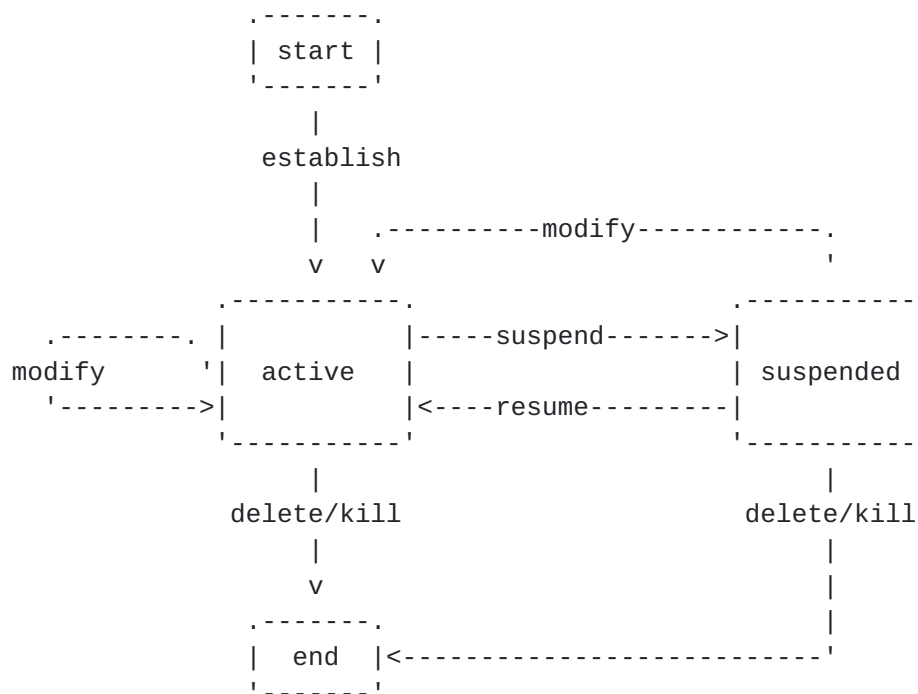 start
establish
modify
suspend
modify active suspended
resume
delete/kill delete/kill
end